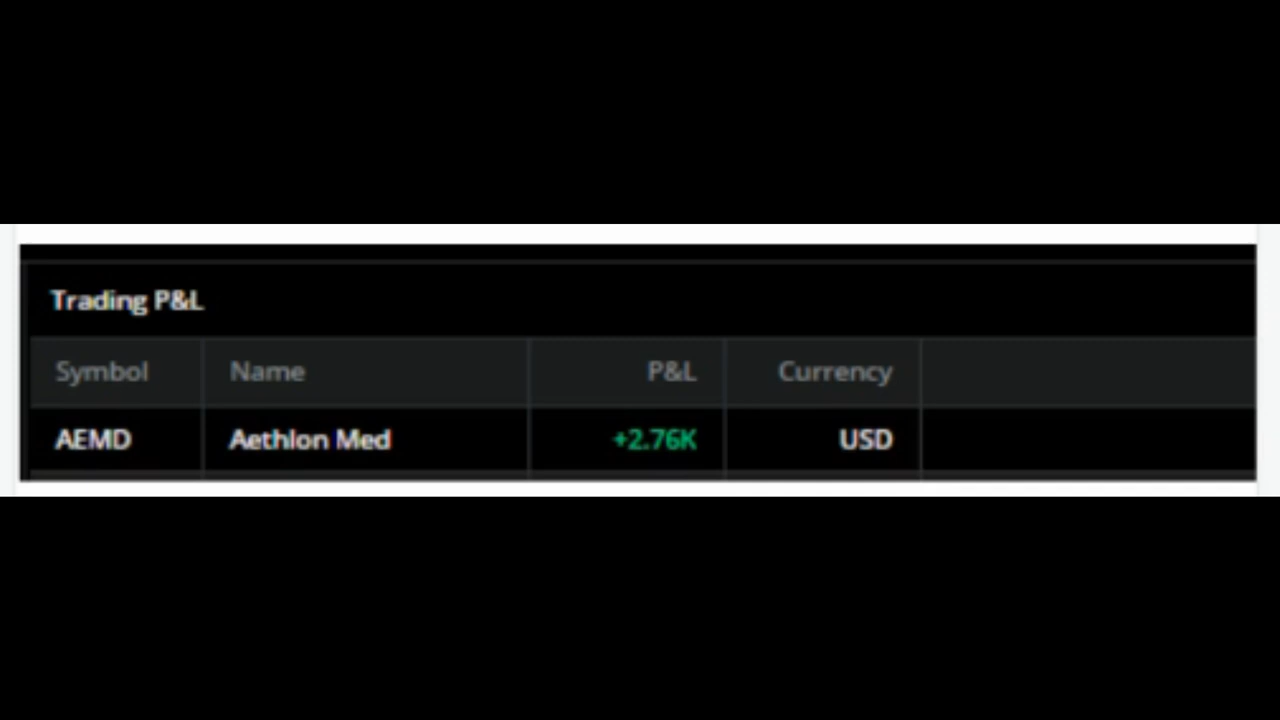 Trading P&L
Symbol Name P&L Currency
AEMD Aethlon Med +2.76K USD